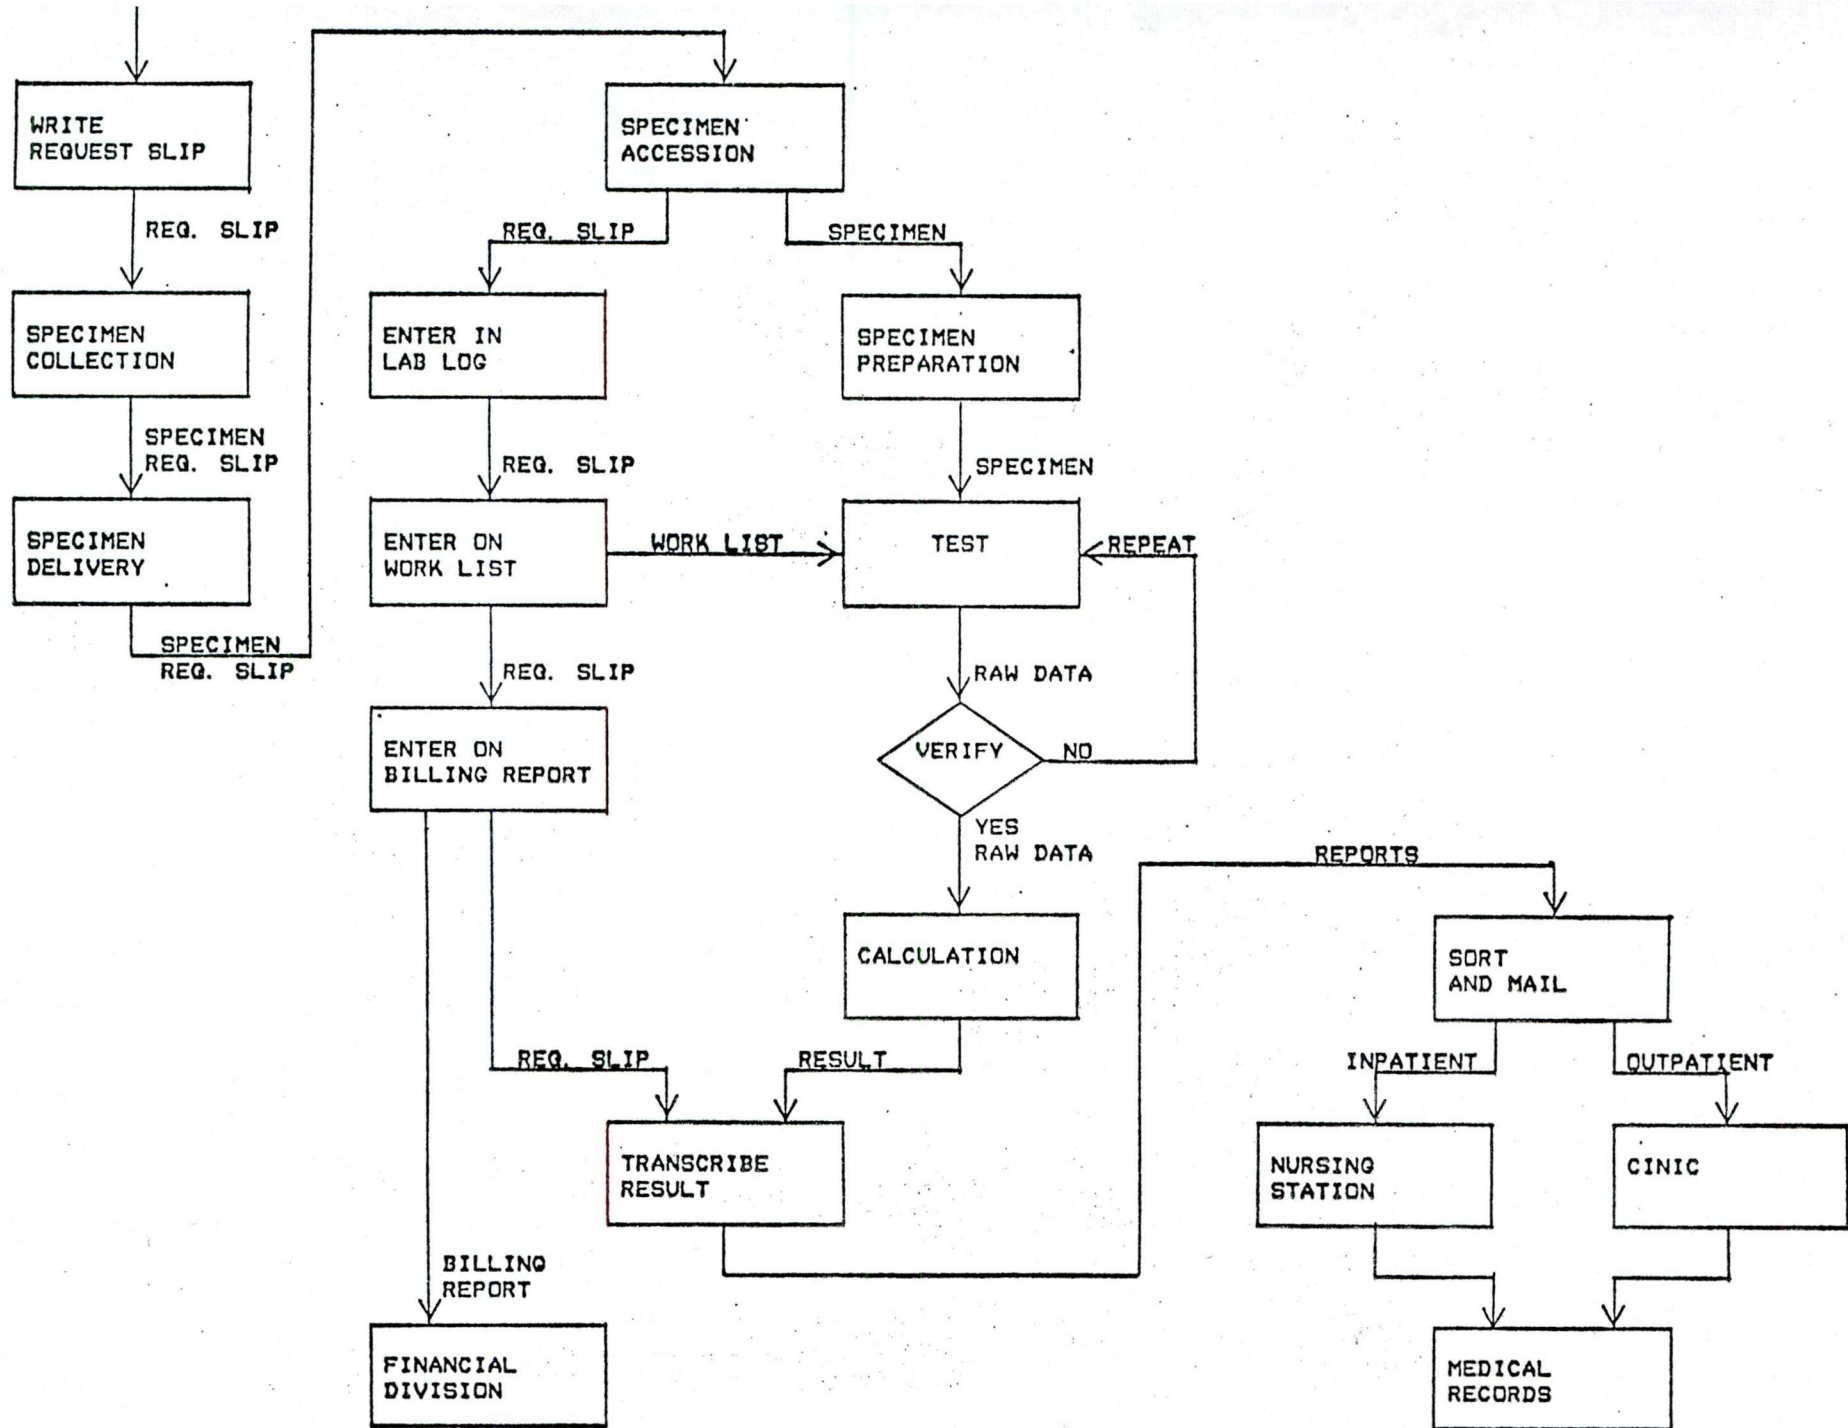 WRITE
REQUEST SLIP
REQ. SLIP
SPECIMEN
COLLECTION
SPECIMEN
REQ. SLIP
SPECIMEN
DELIVERY
SPECIMEN
REQ. SLIP
SPECIMEN
ACCESSION
REQ. SLIP
SPECIMEN
ENTER IN
LAB LOG
SPECIMEN
PREPARATION
REQ. SLIP
SPECIMEN
ENTER ON
WORK LIST
WORK LIST
TEST
REPEAT
REQ. SLIP
RAW DATA
ENTER ON
BILLING REPORT
VERIFY
NO
YES
RAW DATA
CALCULATION
REQ. SLIP
RESULT
TRANSCRIBE
RESULT
BILLING
REPORT
FINANCIAL
DIVISION
REPORTS
SORT
AND MAIL
INPATIENT
OUTPATIENT
NURSING
STATION
CINIC
MEDICAL
RECORDS